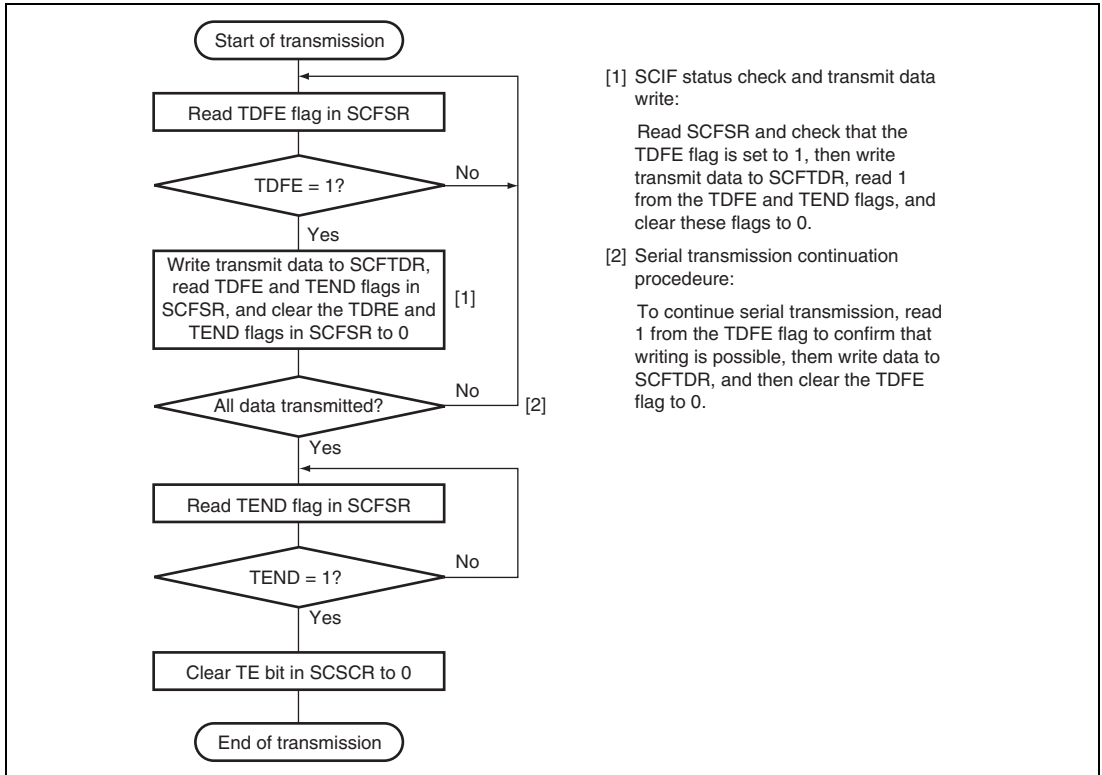 Start of transmission
Read TDFE flag in SCFSR
TDFE = 1?
No
Yes
Write transmit data to SCFTDR,
read TDFE and TEND flags in
SCFSR, and clear the TDRE and
TEND flags in SCFSR to 0
[1]
All data transmitted?
No
[2]
Yes
Read TEND flag in SCFSR
TEND = 1?
No
Yes
Clear TE bit in SCSCR to 0
End of transmission
[1] SCIF status check and transmit data
write:
Read SCFSR and check that the
TDFE flag is set to 1, then write
transmit data to SCFTDR, read 1
from the TDFE and TEND flags, and
clear these flags to 0.
[2] Serial transmission continuation
procedeure:
To continue serial transmission, read
1 from the TDFE flag to confirm that
writing is possible, them write data to
SCFTDR, and then clear the TDFE
flag to 0.